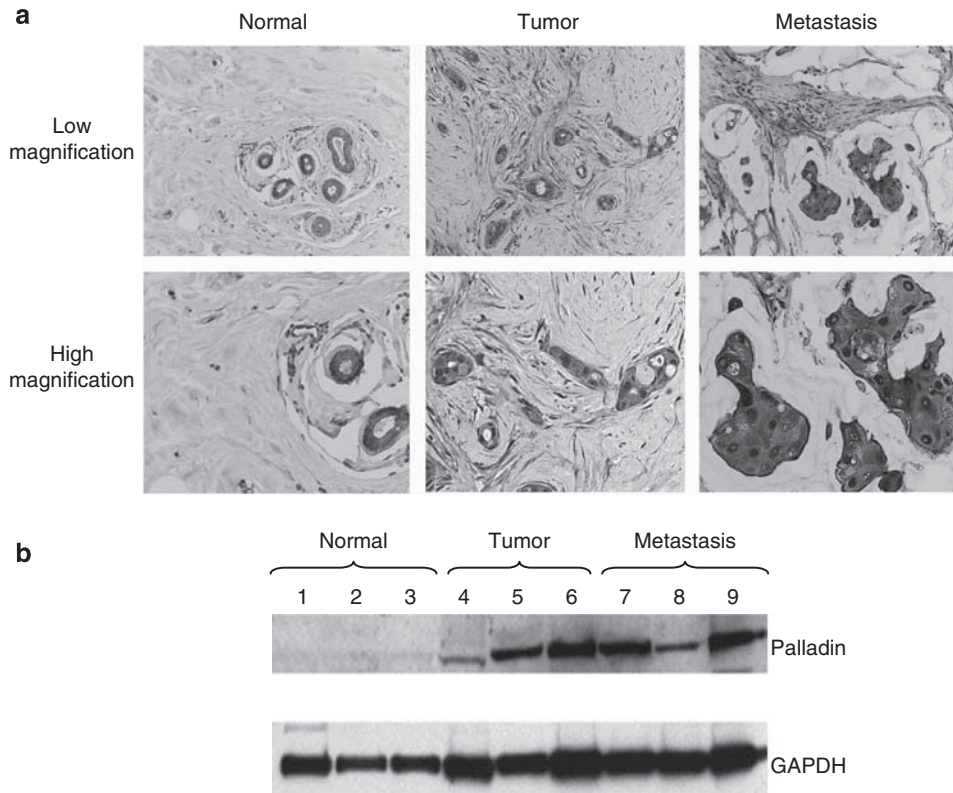 a
Normal Tumor Metastasis
Low
magnification
High
magnification
b
Normal Tumor Metastasis
1 2 3 4 5 6 7 8 9
Palladin
GAPDH